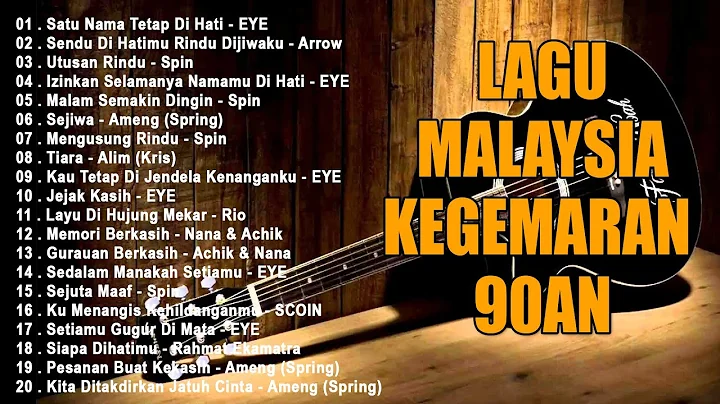 01 . Satu Nama Tetap Di Hati - EYE
02 . Sendu Di Hatimu Rindu Dijiwaku - Arrow
03 . Utusan Rindu - Spin
04 . Izinkan Selamanya Namamu Di Hati - EYE
05 . Malam Semakin Dingin - Spin
06 . Sejiwa - Ameng (Spring)
07 . Mengusung Rindu - Spin
08 . Tiara - Alim (Kris)
09 . Kau Tetap Di Jendela Kenanganku - EYE
10 . Jejak Kasih - EYE
11 . Layu Di Hujung Mekar - Rio
12 . Memori Berkasih - Nana & Achik
13 . Gurauan Berkasih - Achik & Nana
14 . Sedalam Manakah Setiamu - EYE
15 . Sejuta Maaf - Spin
16 . Ku Menangis Kehilanganmu - SCOIN
17 . Setiamu Gugur Di Mata - EYE
18 . Siapa Dihatimu - Rahmat Ekamatra
19 . Pesanan Buat Kekasih - Ameng (Spring)
20 . Kita Ditakdirkan Jatuh Cinta - Ameng (Spring)
LAGU
MALAYSIA
KEGEMARAN
90AN